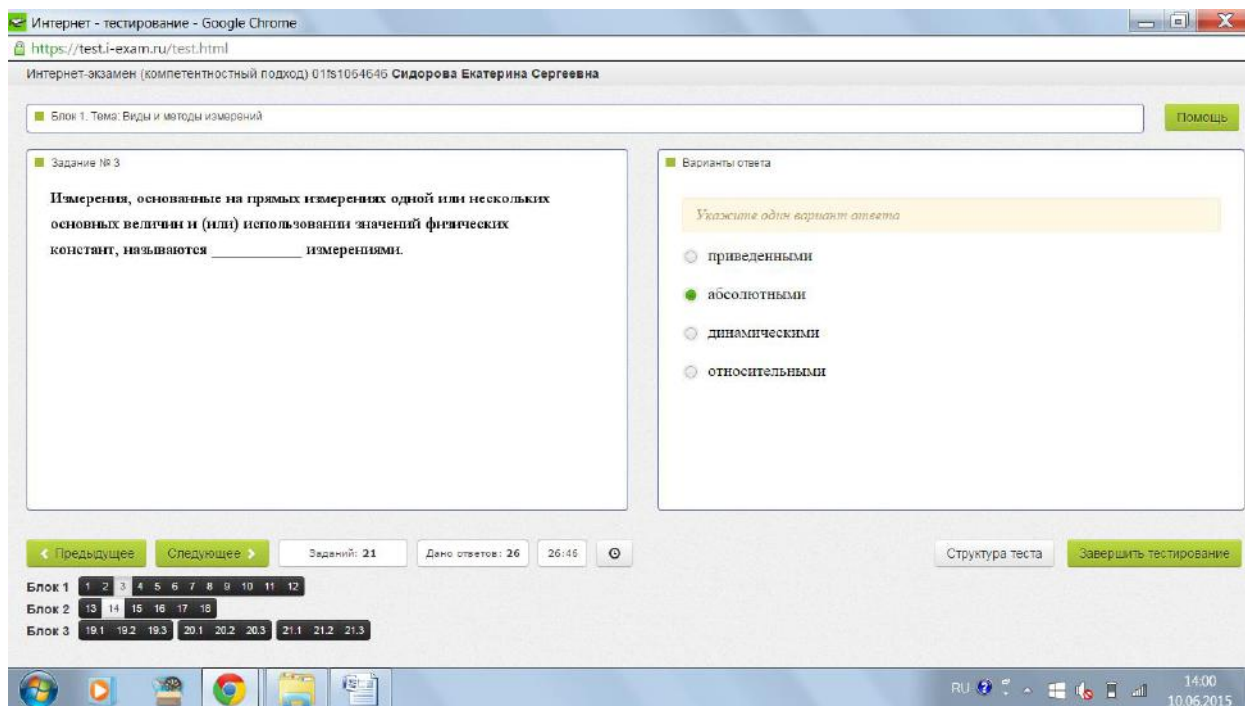 Интернет - тестирование - Google Chrome
https://test.i-exam.ru/test.html
Интернет-экзамен (компетентностный подход) 01fs1064646 Сидорова Екатерина Сергеевна
Блок 1. Тема: Виды и методы измерений
Помощь
Задание № 3
Измерения, основанные на прямых измерениях одной или нескольких
основных величин и (или) использовании значений физических
констант, называются ____________ измерениями.
Варианты ответа
Укажите один вариант ответа
приведенными
абсолютными
динамическими
относительными
Предыдущее
Следующее
Заданий: 21
Дано ответов: 26
26:46
Структура теста
Завершить тестирование
Блок 1 1 2 3 4 5 6 7 8 9 10 11 12
Блок 2 13 14 15 16 17 18
Блок 3 19.1 19.2 19.3 20.1 20.2 20.3 21.1 21.2 21.3
RU
14:00
10.06.2015